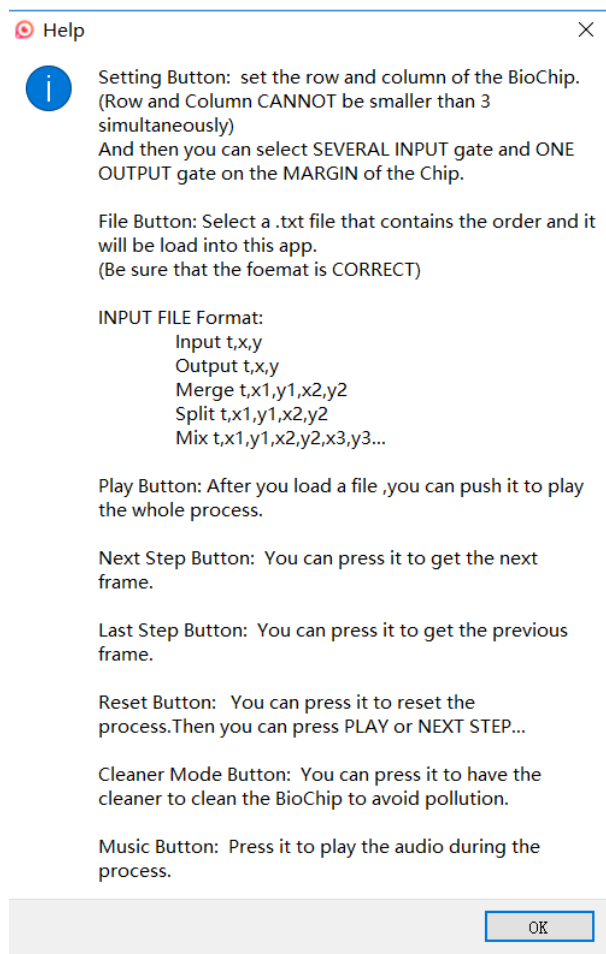 Help
Setting Button:  set the row and column of the BioChip.
(Row and Column CANNOT be smaller than 3
simultaneously)
And then you can select SEVERAL INPUT gate and ONE
OUTPUT gate on the MARGIN of the Chip.
File Button: Select a .txt file that contains the order and it
will be load into this app.
(Be sure that the foemat is CORRECT)
INPUT FILE Format:
Input t,x,y
Output t,x,y
Merge t,x1,y1,x2,y2
Split t,x1,y1,x2,y2
Mix t,x1,y1,x2,y2,x3,y3...
Play Button: After you load a file ,you can push it to play
the whole process.
Next Step Button:  You can press it to get the next
frame.
Last Step Button:  You can press it to get the previous
frame.
Reset Button:   You can press it to reset the
process.Then you can press PLAY or NEXT STEP...
Cleaner Mode Button:  You can press it to have the
cleaner to clean the BioChip to avoid pollution.
Music Button:  Press it to play the audio during the
process.
OK